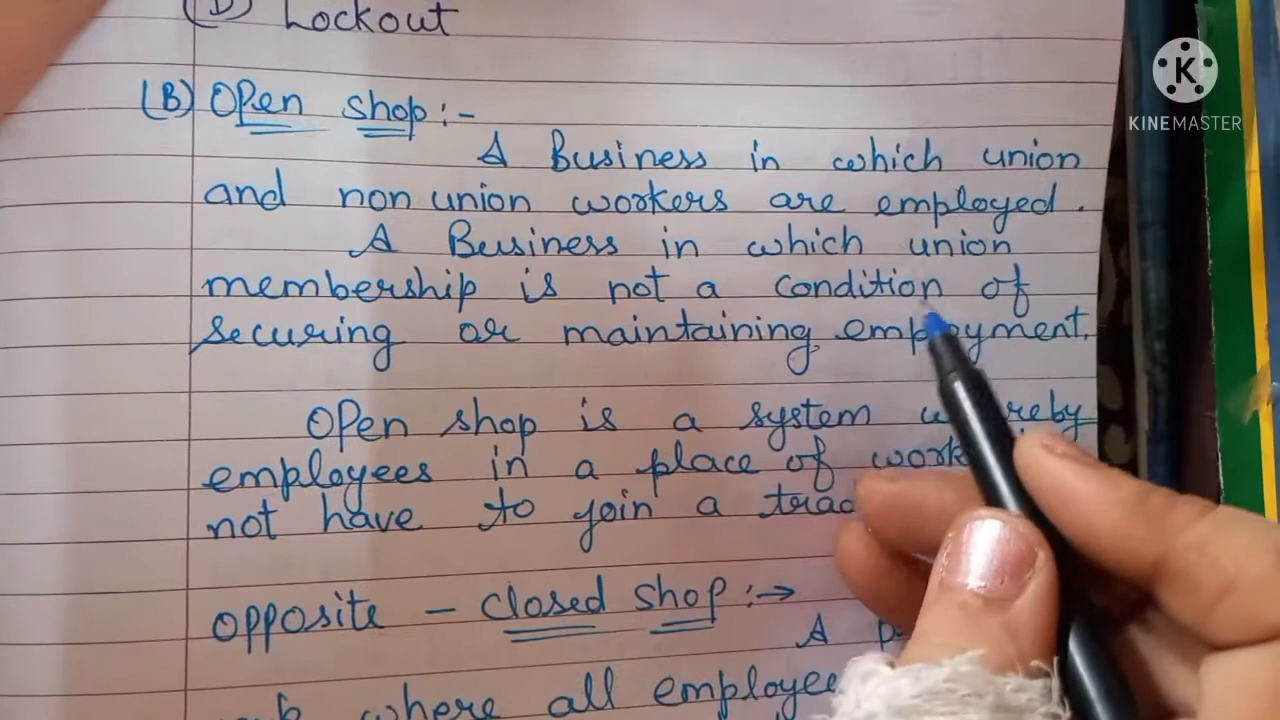 (D) Lockout
(B) Open shop :-
A Business in which union
and non union workers are employed.
A Business in which union
membership is not a condition of
securing or maintaining
Open shop is a system
employees in a place of work
not have to join a
Opposite - Closed Shop :->
A
where all
K
KINEMASTER